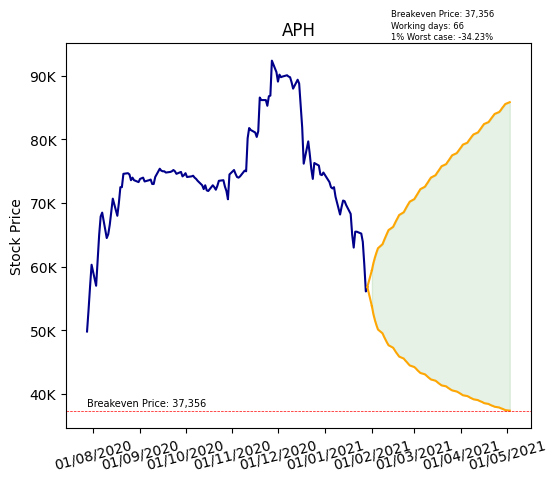 Breakeven Price: 37,356
Working days: 66
1% Worst case: -34.23%
APH
Stock Price
90K
80K
70K
60K
50K
40K
Breakeven Price: 37,356
01/08/2020 01/09/2020 01/10/2020 01/11/2020 01/12/2020 01/01/2021 01/02/2021 01/03/2021 01/04/2021 01/05/2021